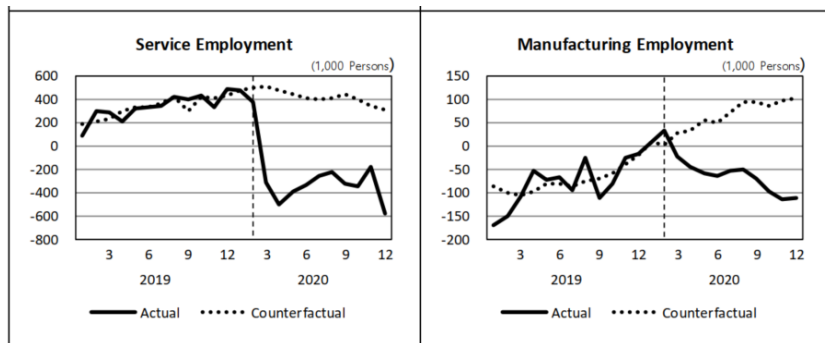 Service Employment
(1,000 Persons)
600
400
200
0
-200
-400
-600
-800
3 6 9 12 3 6 9 12
2019 2020
Actual Counterfactual
Manufacturing Employment
(1,000 Persons)
150
100
50
0
-50
-100
-150
-200
3 6 9 12 3 6 9 12
2019 2020
Actual Counterfactual